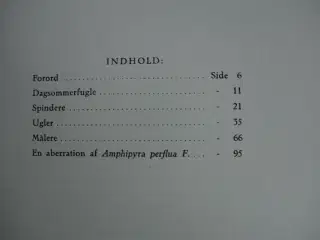 INDHOLD:
Forord .................... Side 6
Dagsommerfugle .................... - 11
Spindere .................... - 21
Ugler .................... - 35
Målere .................... - 66
En aberration af Amphipyra perflua F. .... - 95